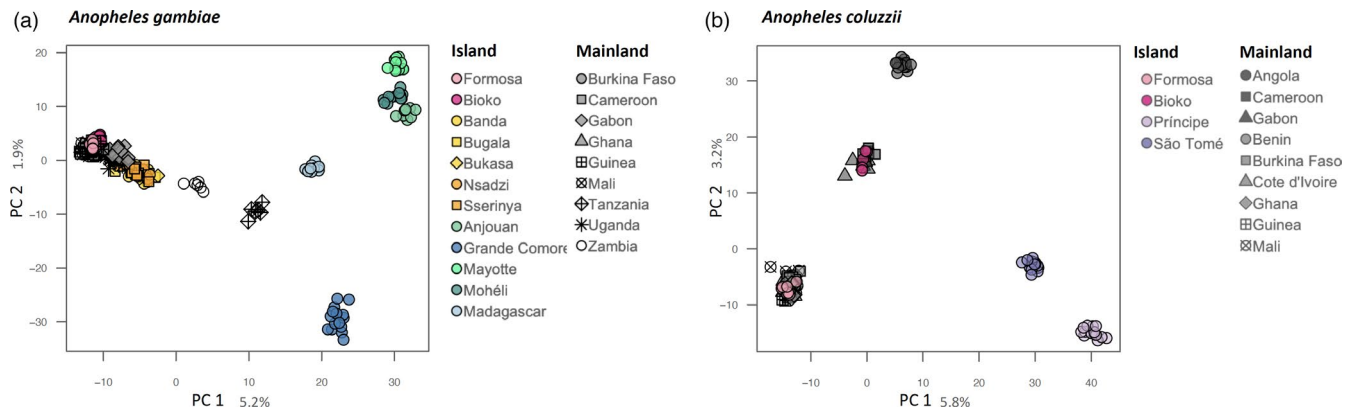 (a)
Anopheles gambiae
20
10
0
−10
−20
−30
PC 2
1.9%
−10
0
10
20
30
PC 1
5.2%
Island
Formosa
Bioko
Banda
Bugala
Bukasa
Nsadzi
Sserinya
Anjouan
Grande Comore
Mayotte
Mohéli
Madagascar
Mainland
Burkina Faso
Cameroon
Gabon
Ghana
Guinea
Mali
Tanzania
Uganda
Zambia
(b)
Anopheles coluzzii
30
20
10
0
−10
PC 2
3.2%
−10
0
10
20
30
40
PC 1
5.8%
Island
Formosa
Bioko
Príncipe
São Tomé
Mainland
Angola
Cameroon
Gabon
Benin
Burkina Faso
Cote d'Ivoire
Ghana
Guinea
Mali